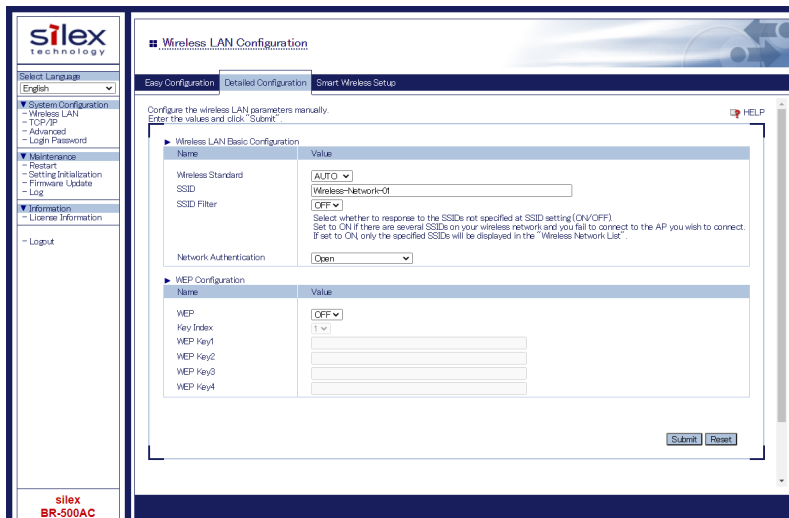 silex
technology
Select Language
English
▼ System Configuration
- Wireless LAN
- TCP/IP
- Advanced
- Login Password
▼ Maintenance
- Restart
- Setting Initialization
- Firmware Update
- Log
▼ Information
- License Information
- Logout
silex
BR-500AC
Wireless LAN Configuration
Easy Configuration Detailed Configuration Smart Wireless Setup
Configure the wireless LAN parameters manually.
Enter the values and click "Submit".
HELP
Wireless LAN Basic Configuration
Name Value
Wireless Standard AUTO
SSID Wireless-Network-01
SSID Filter OFF
Select whether to response to the SSIDs not specified at SSID setting (ON/OFF).
Set to ON if there are several SSIDs on your wireless network and you fail to connect to the AP you wish to connect.
If set to ON, only the specified SSIDs will be displayed in the "Wireless Network List".
Network Authentication Open
WEP Configuration
Name Value
WEP OFF
Key Index 1
WEP Key1
WEP Key2
WEP Key3
WEP Key4
Submit Reset